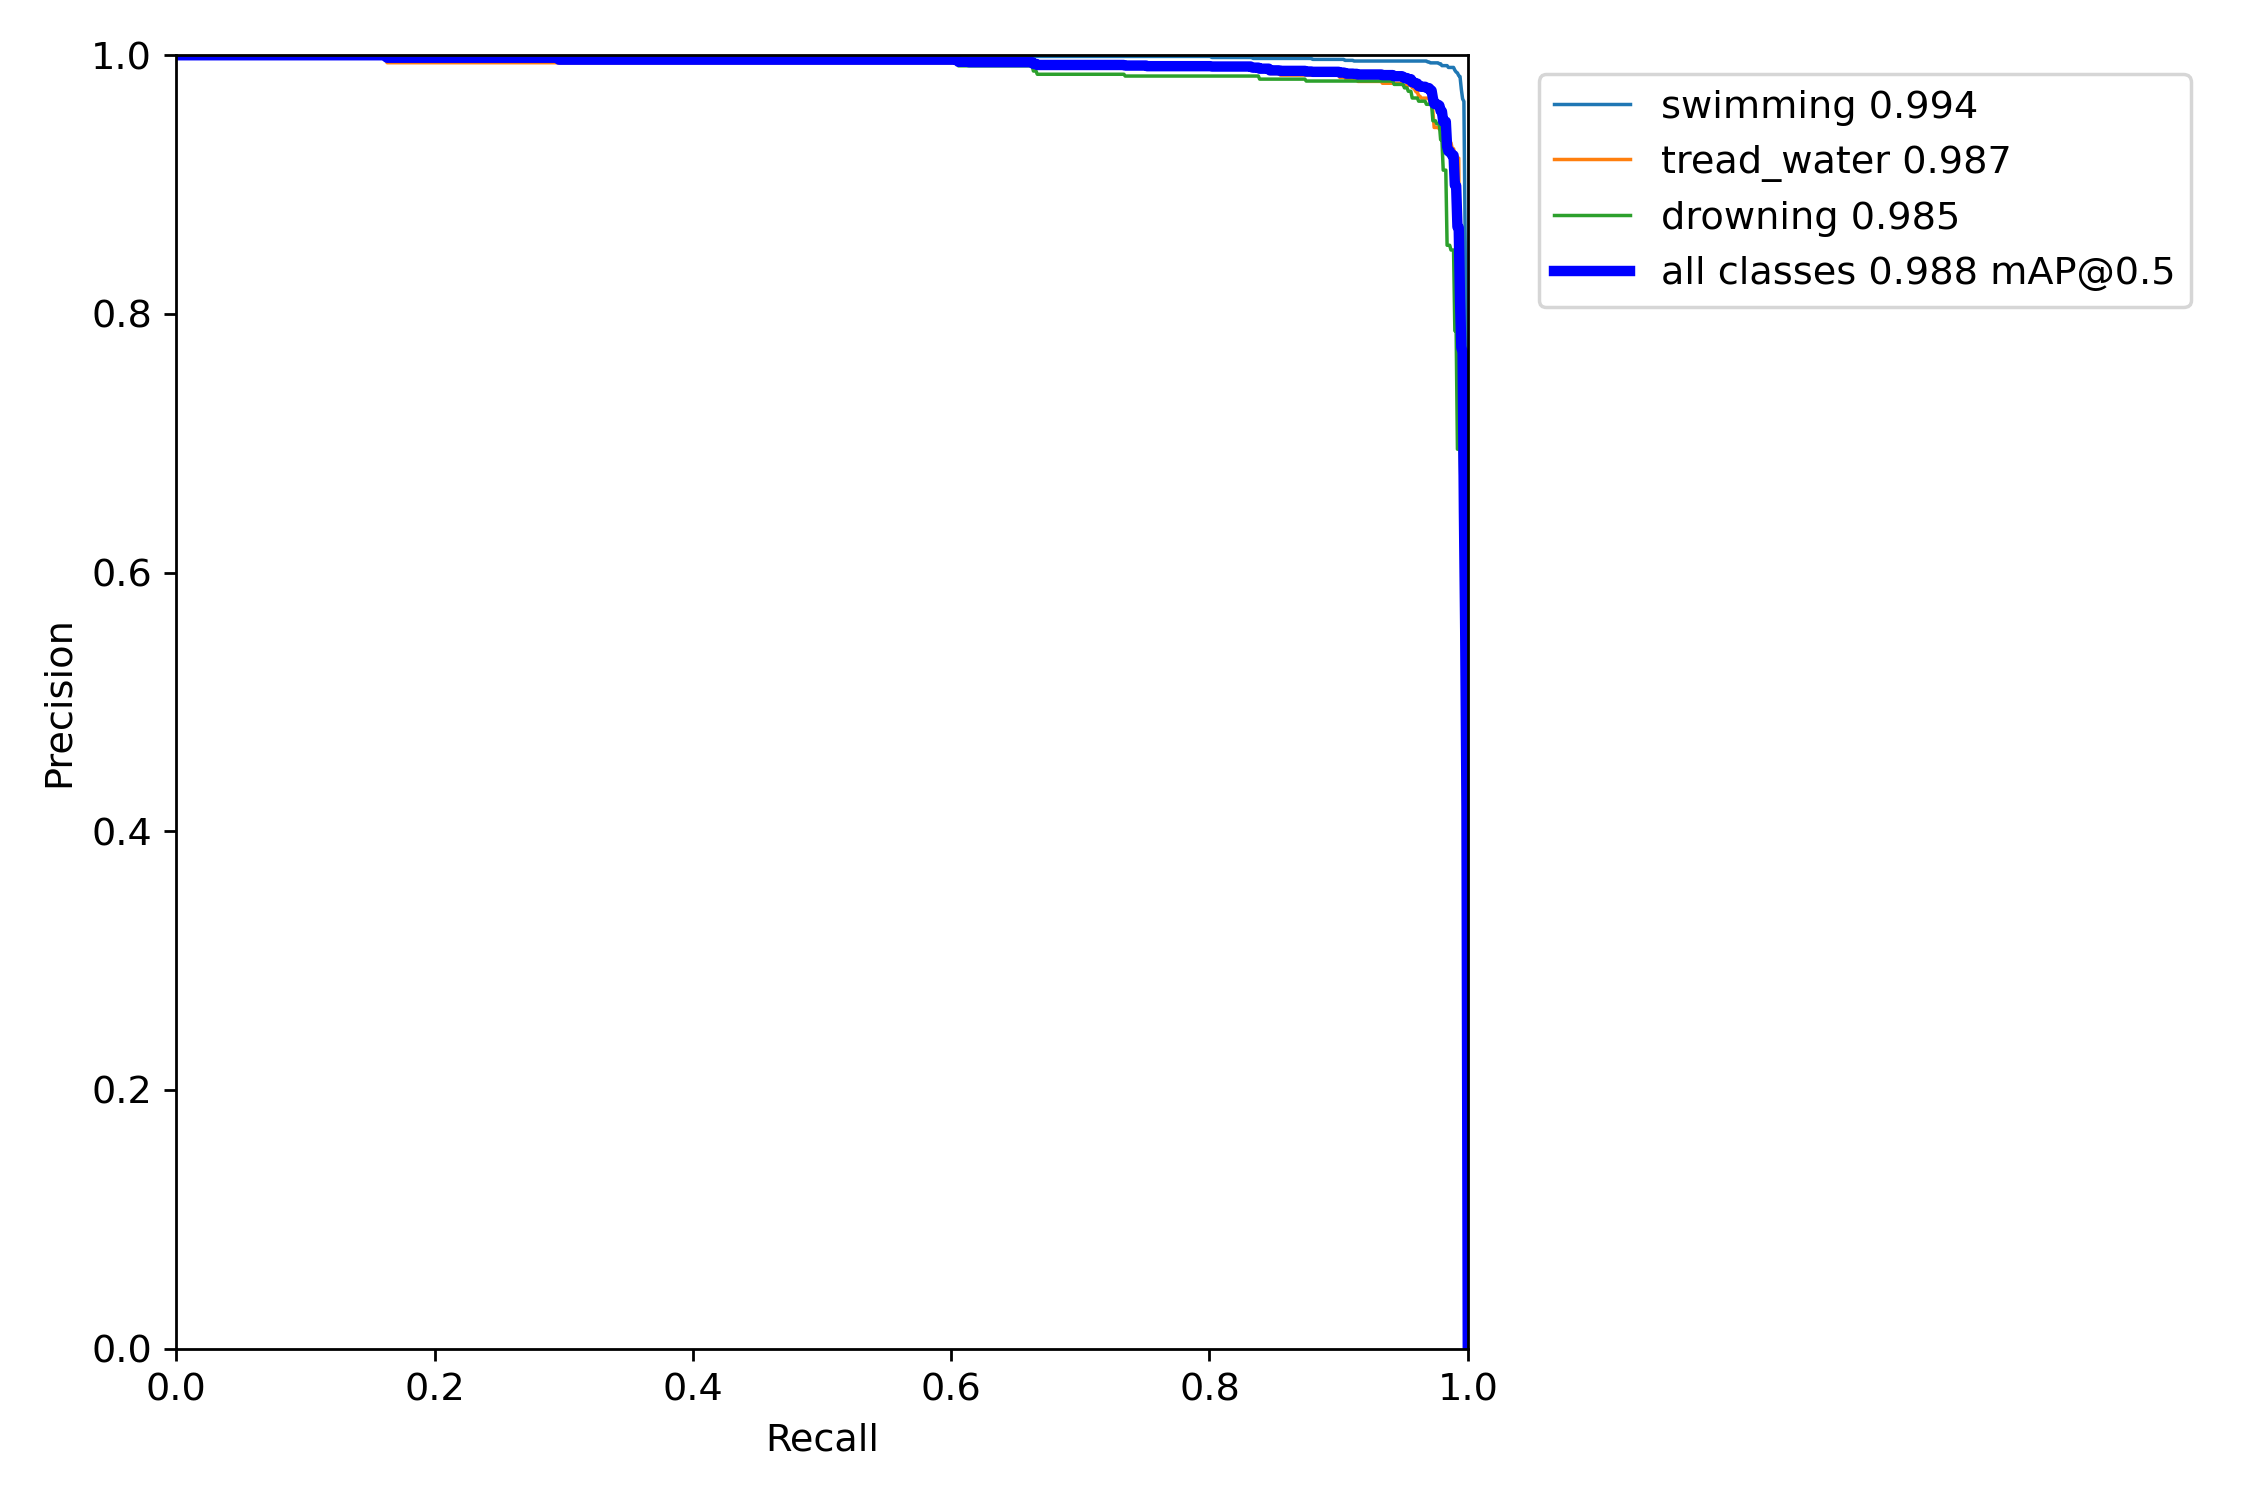 1.0
0.8
0.6
0.4
0.2
0.0
Precision
0.0 0.2 0.4 0.6 0.8 1.0
Recall
swimming 0.994
tread_water 0.987
drowning 0.985
all classes 0.988 mAP@0.5